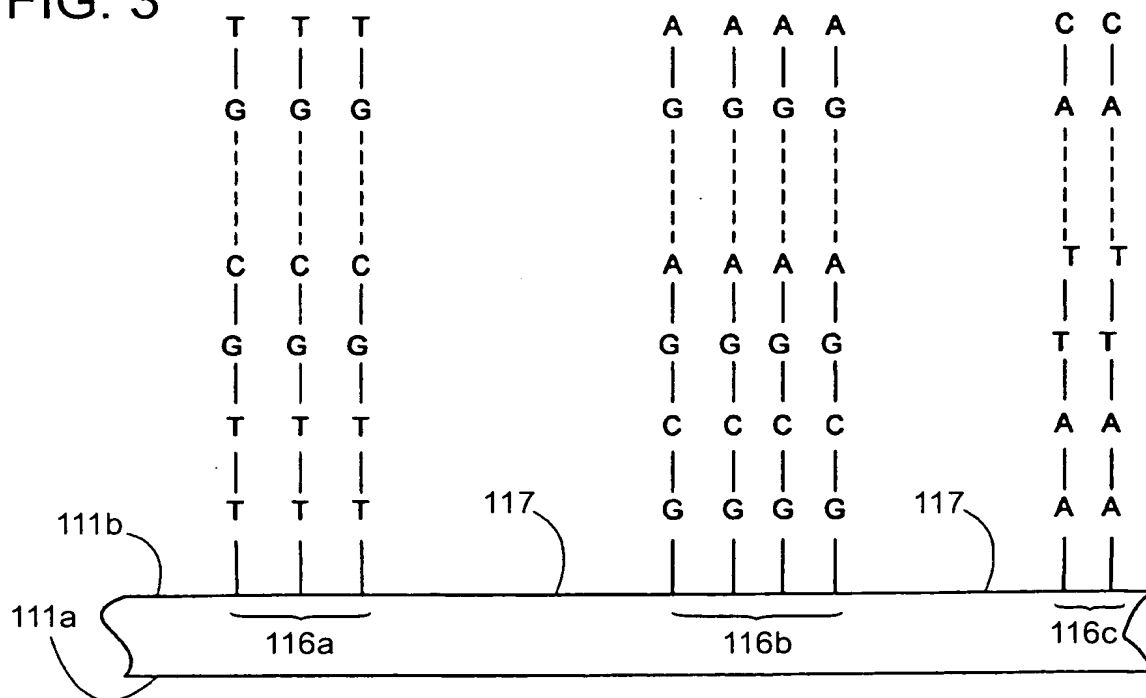 FIG. 3
T T T A A A A C C
G G G G G G G A A
C C C A A A A T T
G G G G G G G T T
T T T C C C C A A
T T T G G G G A A
111b 117 117
111a 116a 116b 116c